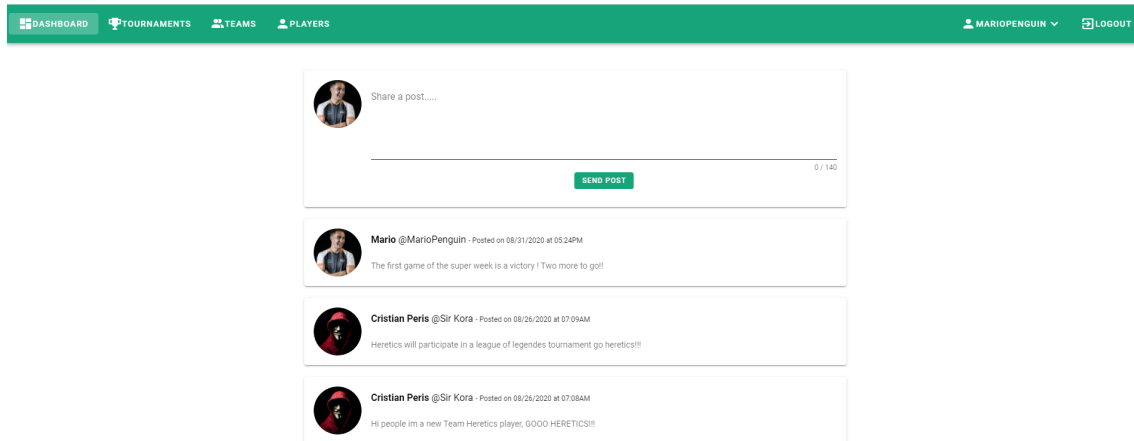 DASHBOARD TOURNAMENTS TEAMS PLAYERS MARIOPENGUIN LOGOUT
Share a post.....
0 / 140
SEND POST
Mario @MarioPenguin - Posted on 08/31/2020 at 05:24PM
The first game of the super week is a victory ! Two more to go!!
Cristian Peris @Sir Kora - Posted on 08/26/2020 at 07:09AM
Heretics will participate in a league of legendes tournament go heretics!!!
Cristian Peris @Sir Kora - Posted on 08/26/2020 at 07:08AM
Hi people im a new Team Heretics player, GOOO HERETICS!!!